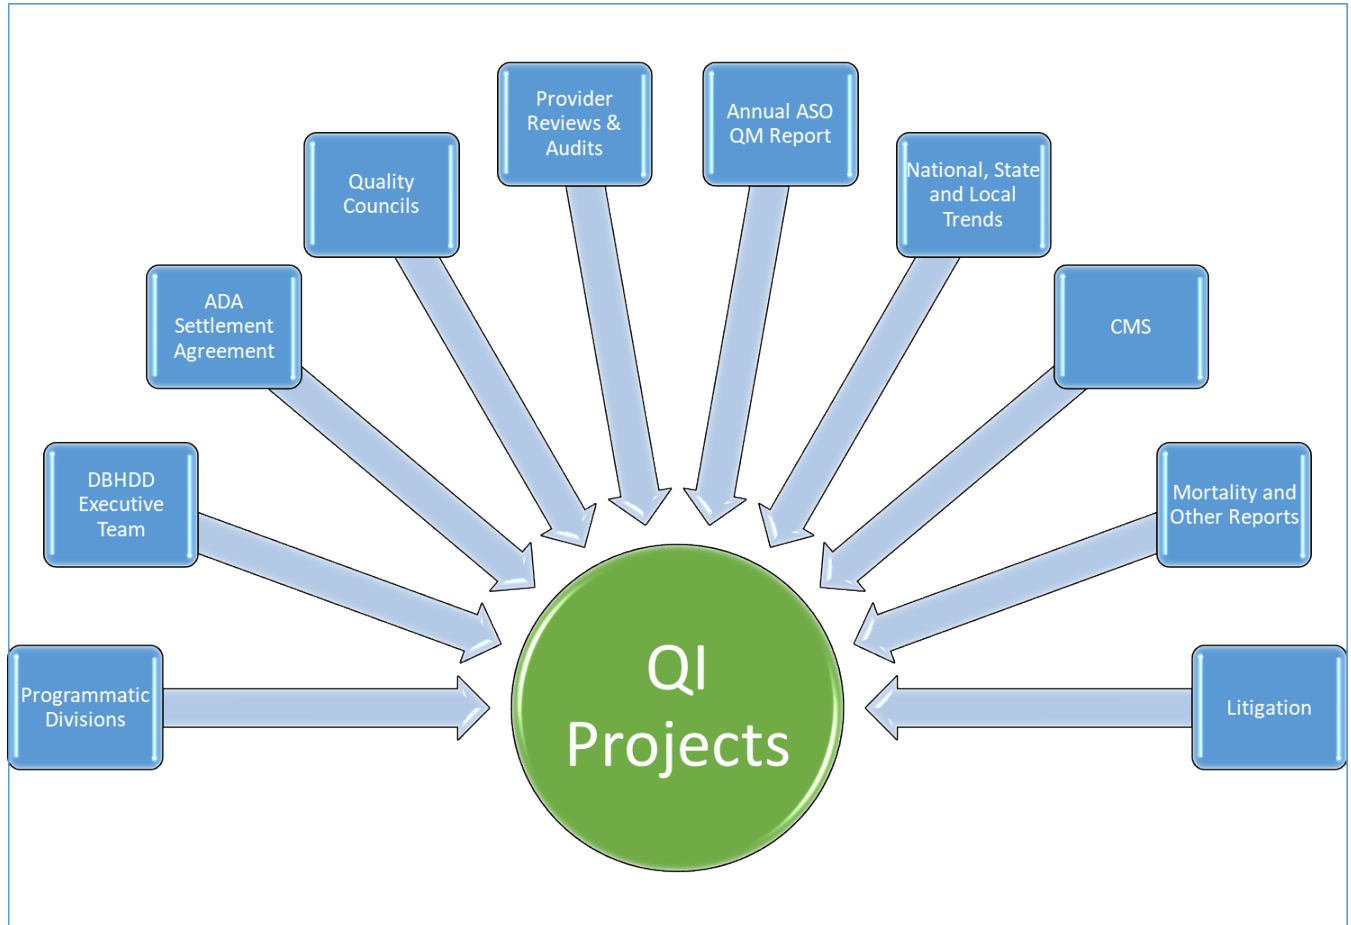 Programmatic
Divisions
DBHDD
Executive
Team
ADA
Settlement
Agreement
Quality
Councils
Provider
Reviews &
Audits
Annual ASO
QM Report
National, State
and Local
Trends
CMS
Mortality and
Other Reports
Litigation
QI
Projects